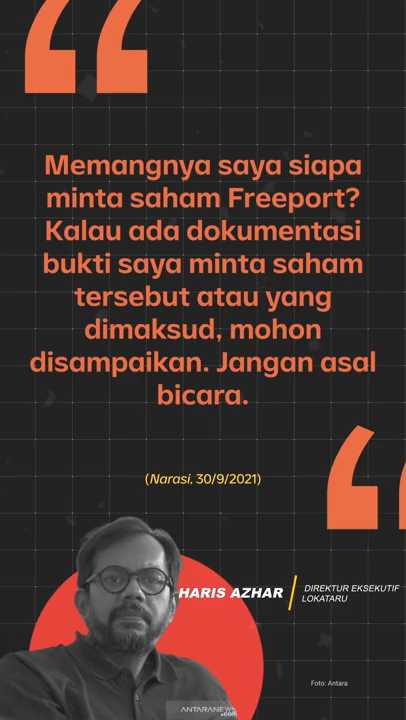 Memangnya saya siapa
minta saham Freeport?
Kalau ada dokumentasi
bukti saya minta saham
tersebut atau yang
dimaksud, mohon
disampaikan. Jangan asal
bicara.
(Narasi, 30/9/2021)
HARIS AZHAR
DIREKTUR EKSEKUTIF
LOKATARU
Foto: Antara
ANTARANEWS
.com